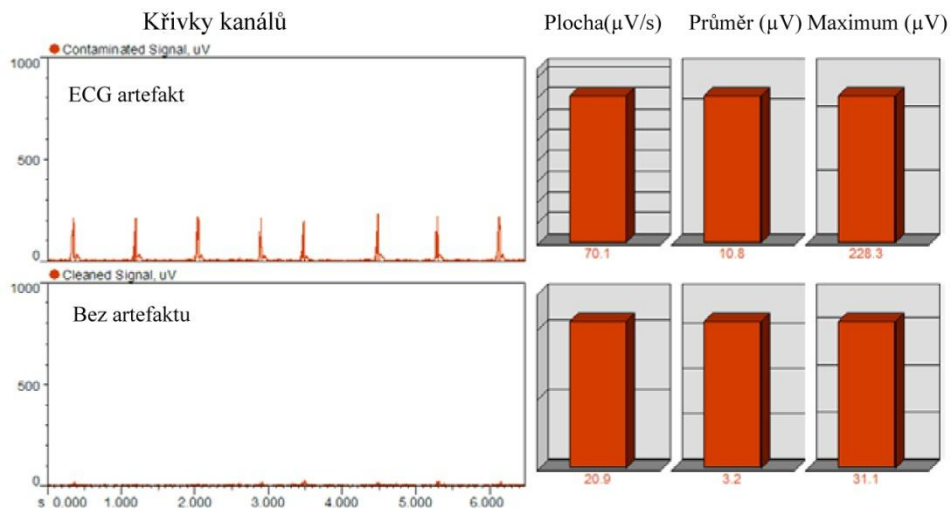 Křivky kanálů
Plocha(µV/s)
Průměr (µV)
Maximum (µV)
Contaminated Signal, uV
1000
ECG artefakt
500
0
70.1
10.8
228.3
Cleaned Signal, uV
1000
Bez artefaktu
500
0
s 0.000 1.000 2.000 3.000 4.000 5.000 6.000
20.9
3.2
31.1